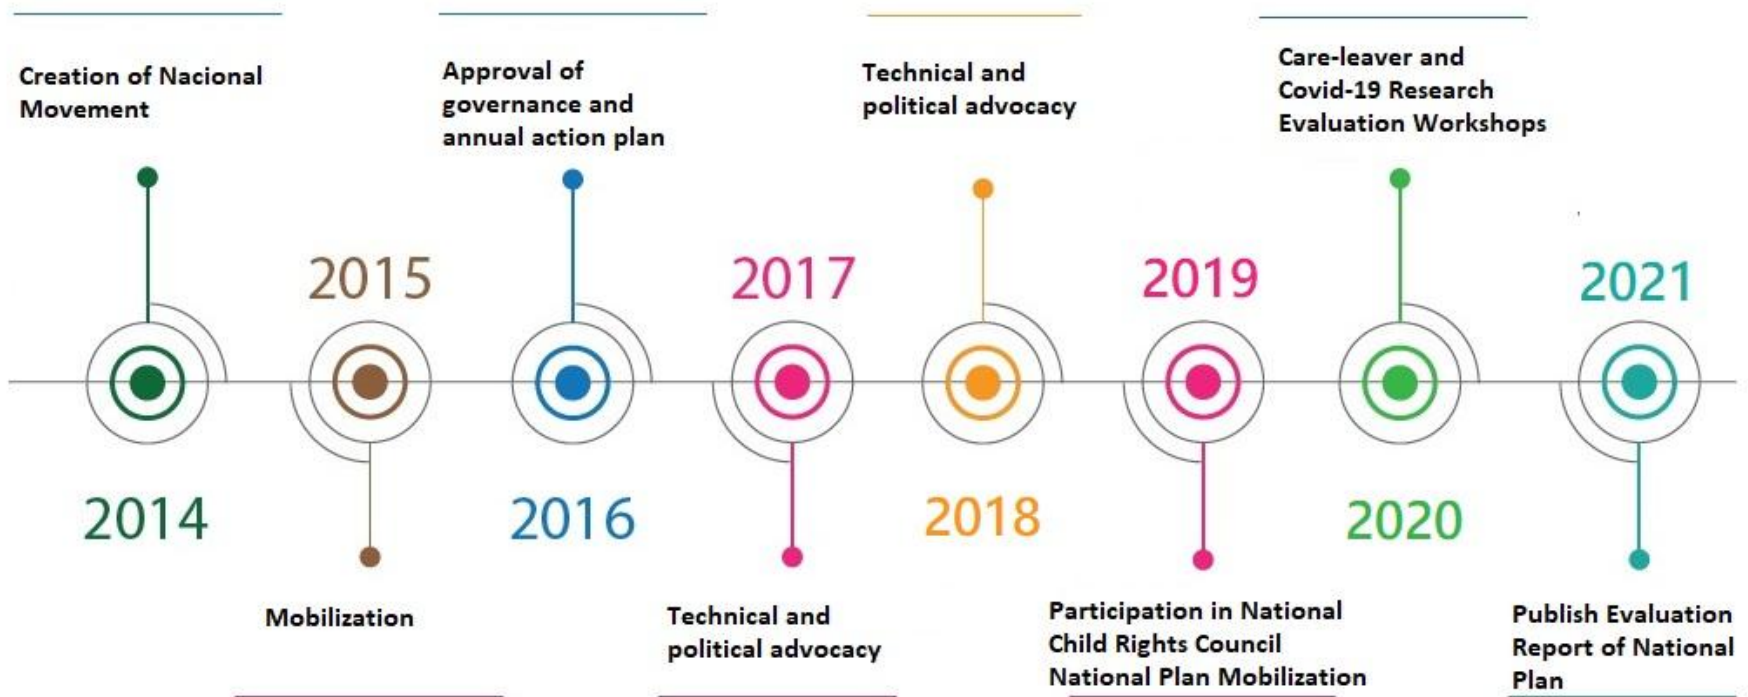 Creation of Nacional
Movement
Approval of
governance and
annual action plan
Technical and
political advocacy
Care-leaver and
Covid-19 Research
Evaluation Workshops
2015
2017
2019
2021
2014
2016
2018
2020
Mobilization
Technical and
political advocacy
Participation in National
Child Rights Council
National Plan Mobilization
Publish Evaluation
Report of National
Plan